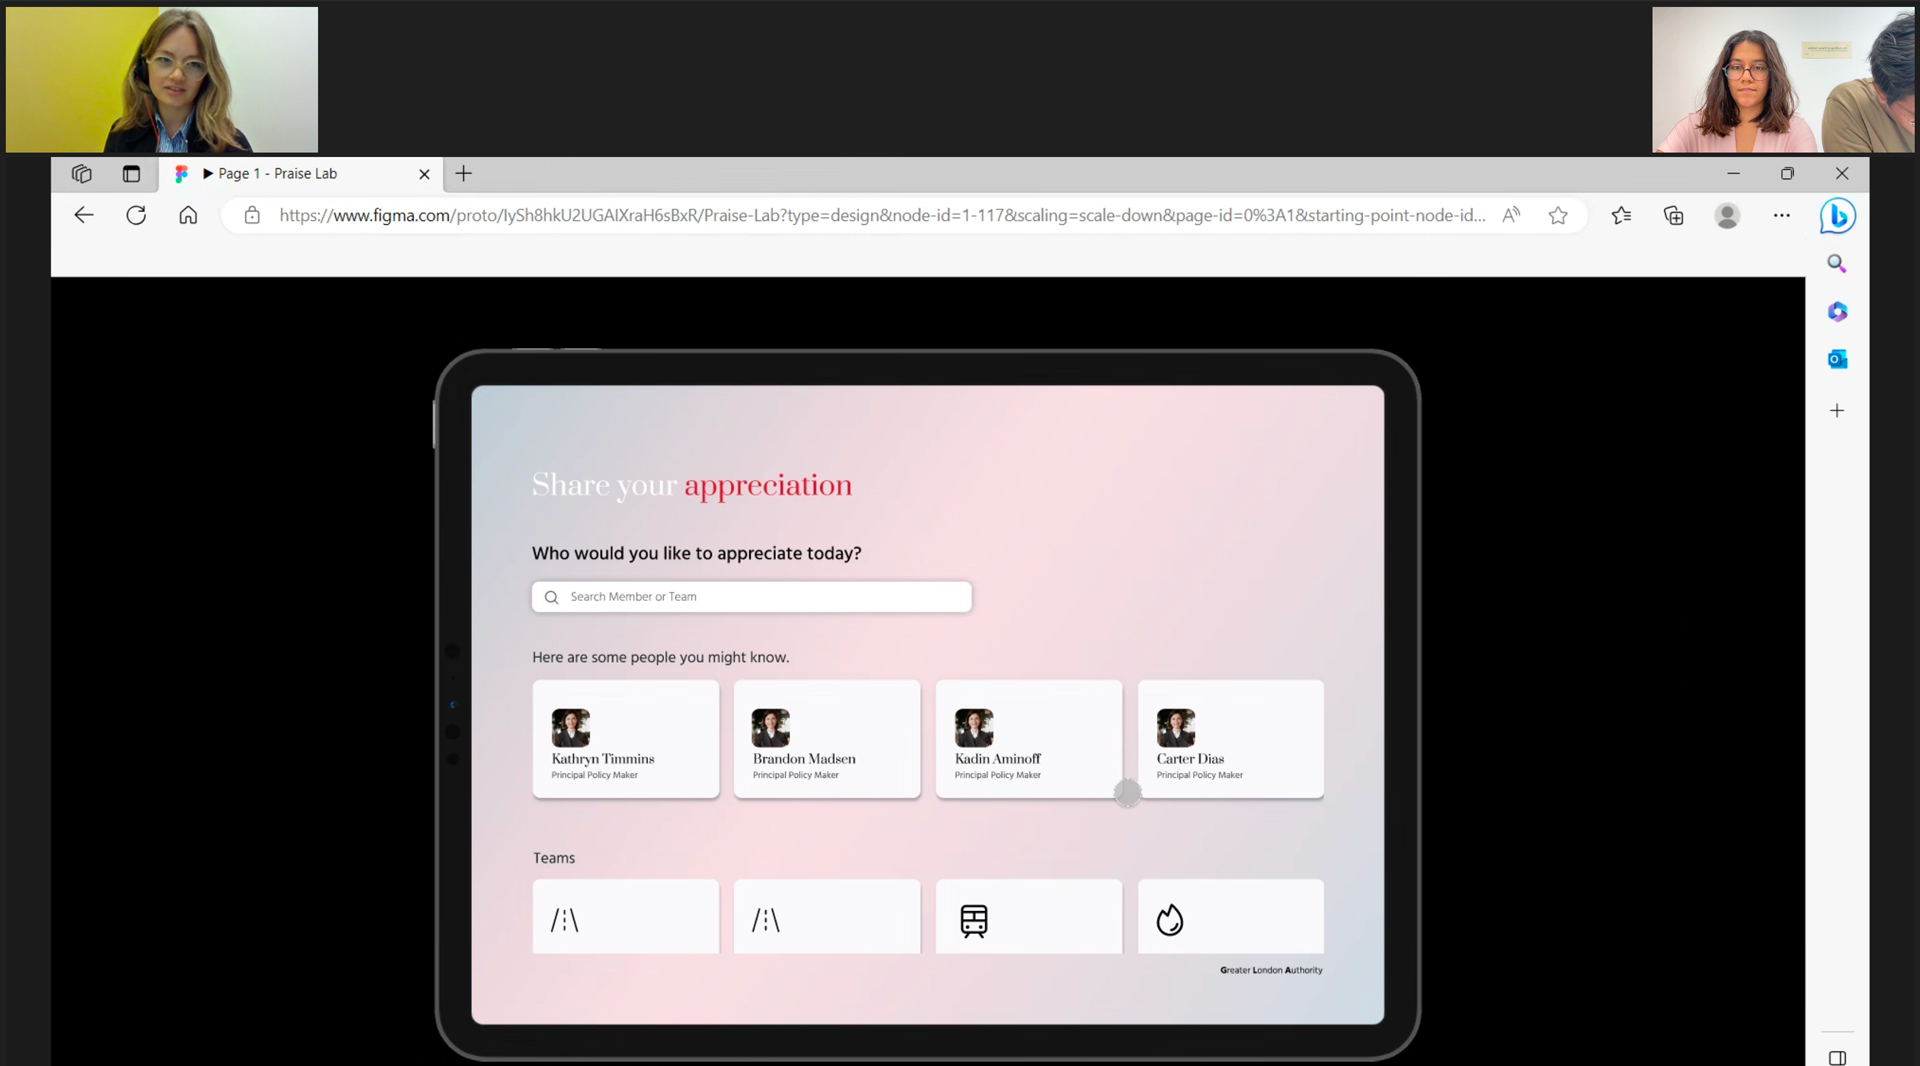 Page 1 - Praise Lab
https://www.figma.com/proto/IySh8hkU2UGAIXraH6sBxR/Praise-Lab?type=design&node-id=1-117&scaling=scale-down&page-id=0%3A1&starting-point-node-id...
Share your appreciation
Who would you like to appreciate today?
Search Member or Team
Here are some people you might know.
Kathryn Timmins
Principal Policy Maker
Brandon Madsen
Principal Policy Maker
Kadin Aminoff
Principal Policy Maker
Carter Dias
Principal Policy Maker
Teams
Greater London Authority